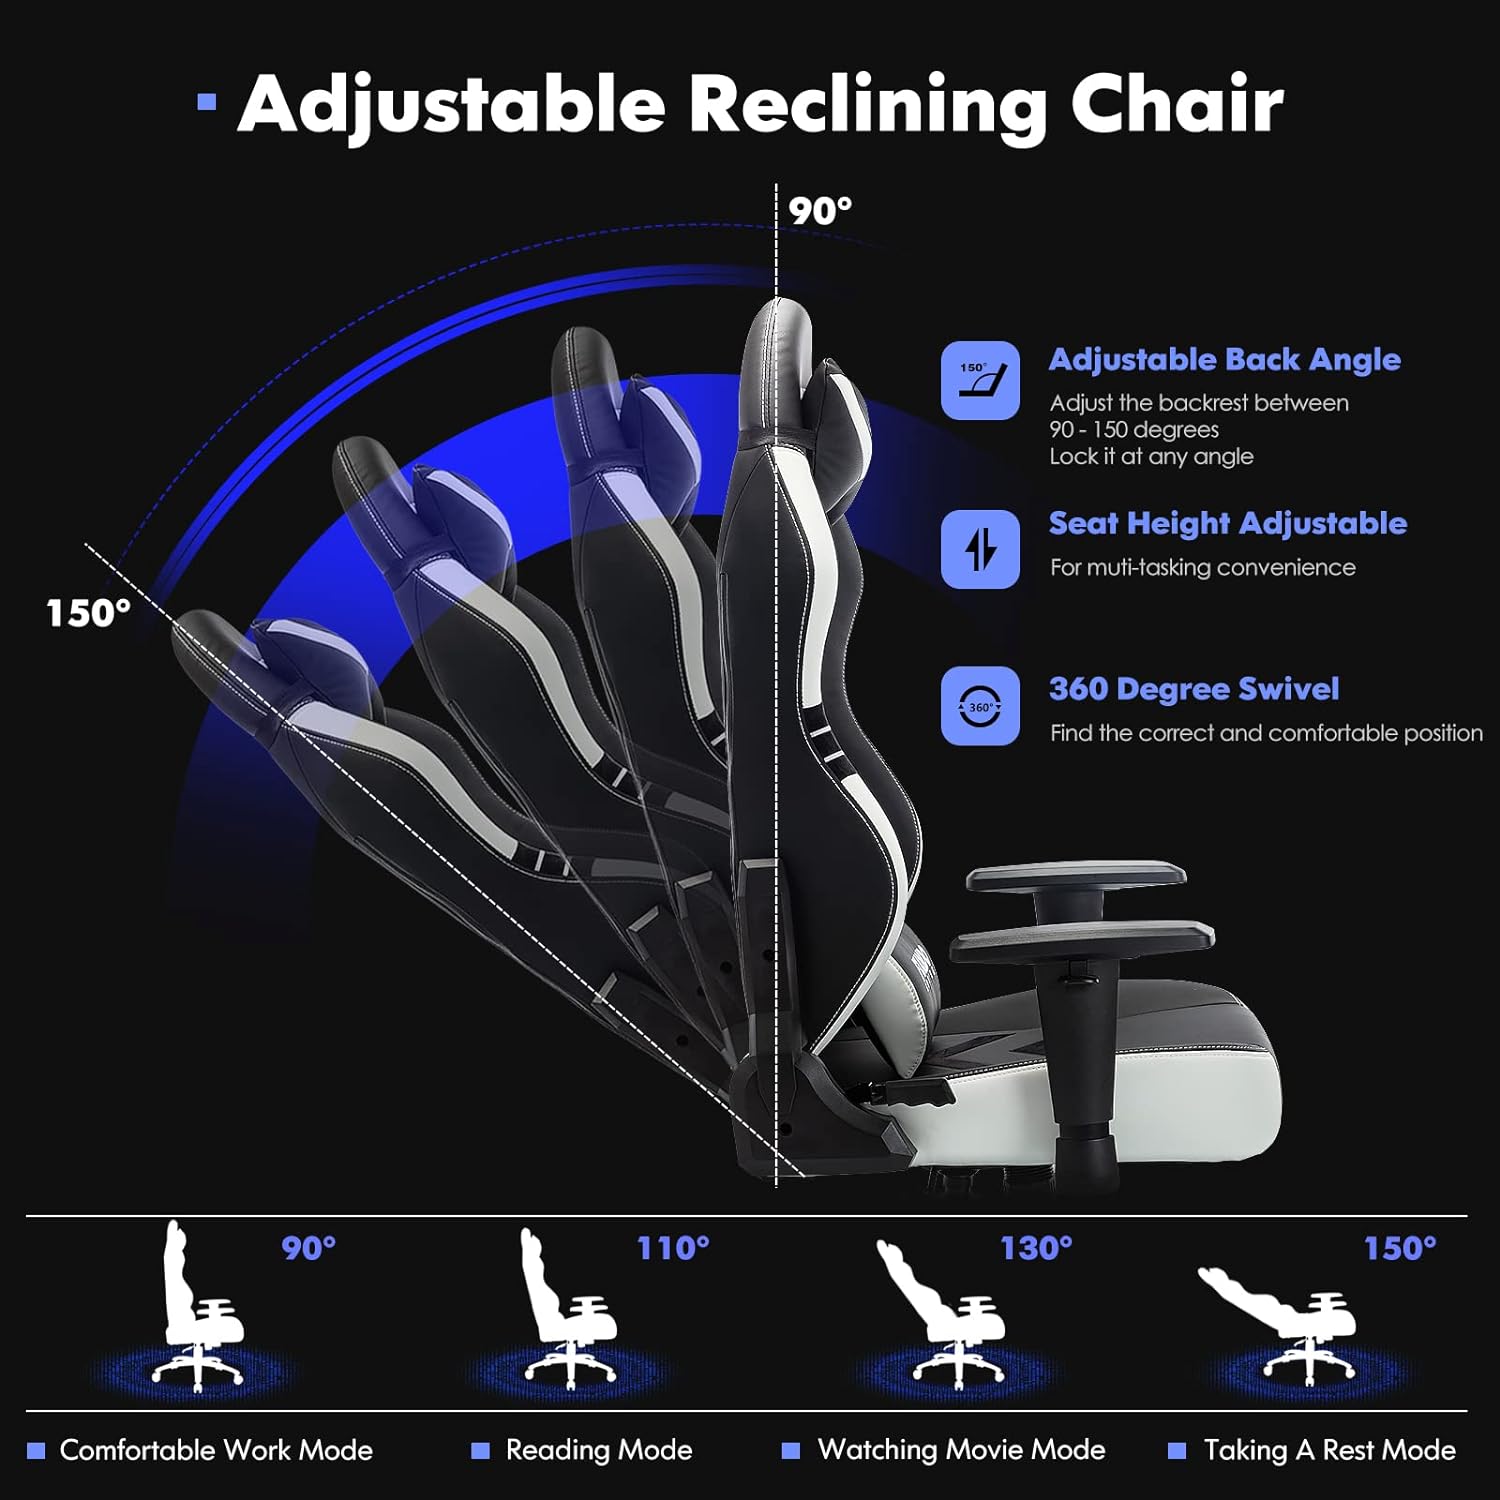 Adjustable Reclining Chair
90°
150°
150°
Adjustable Back Angle
Adjust the backrest between
90 - 150 degrees
Lock it at any angle
Seat Height Adjustable
For muti-tasking convenience
360°
360 Degree Swivel
Find the correct and comfortable position
90°
110°
130°
150°
Comfortable Work Mode
Reading Mode
Watching Movie Mode
Taking A Rest Mode